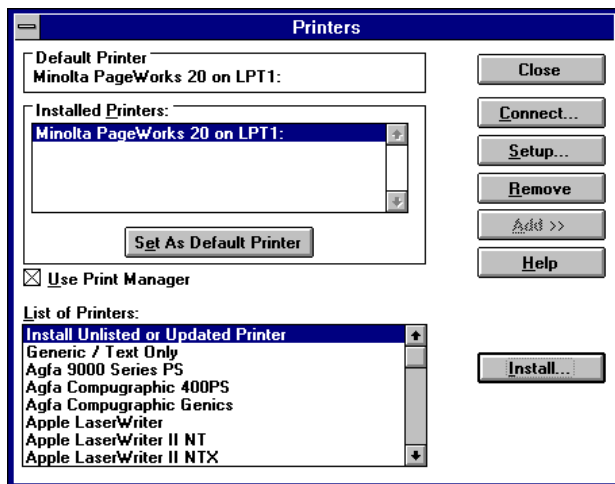 Printers
Default Printer
Minolta PageWorks 20 on LPT1:
Installed Printers:
Minolta PageWorks 20 on LPT1:
Set As Default Printer
Use Print Manager
List of Printers:
Install Unlisted or Updated Printer
Generic / Text Only
Agfa 9000 Series PS
Agfa Compugraphic 400PS
Agfa Compugraphic Genics
Apple LaserWriter
Apple LaserWriter II NT
Apple LaserWriter II NTX
Close
Connect...
Setup...
Remove
Add >>
Help
Install...